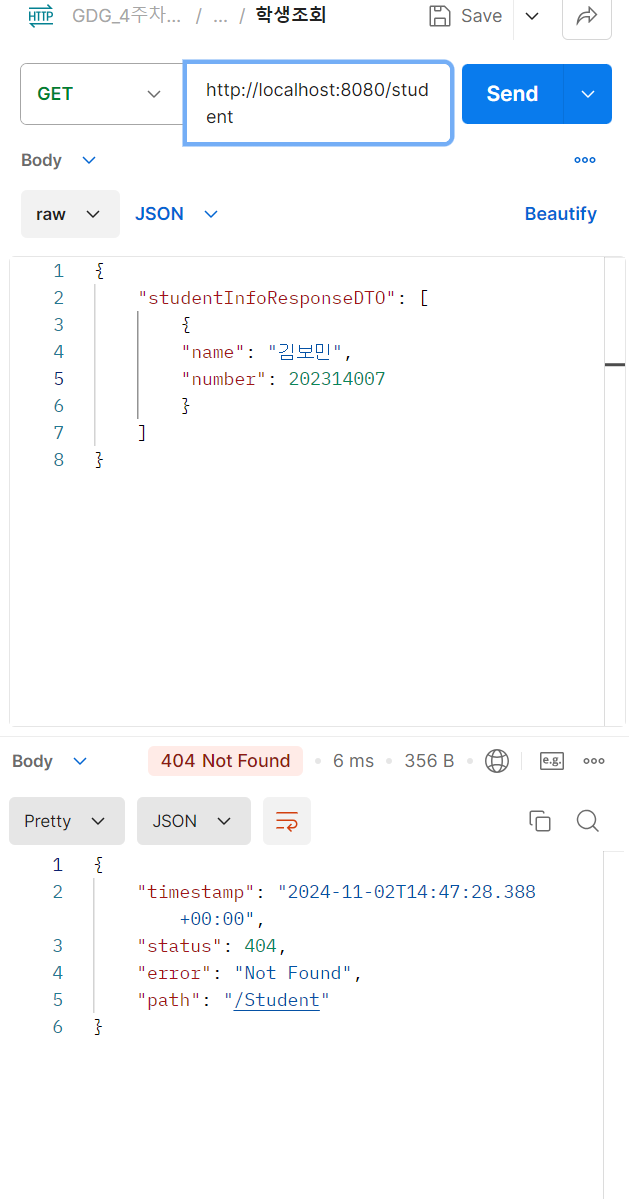 HTTP GDG_4주차... / ... / 학생조회 Save
GET http://localhost:8080/stud
ent Send
Body
raw JSON Beautify
1 {
2 "studentInfoResponseDTO": [
3 {
4 "name": "김보민",
5 "number": 202314007
6 }
7 ]
8 }
Body 404 Not Found • 6 ms • 356 B • e.g.
Pretty JSON
1 {
2 "timestamp": "2024-11-02T14:47:28.388
+00:00",
3 "status": 404,
4 "error": "Not Found",
5 "path": "/Student"
6 }